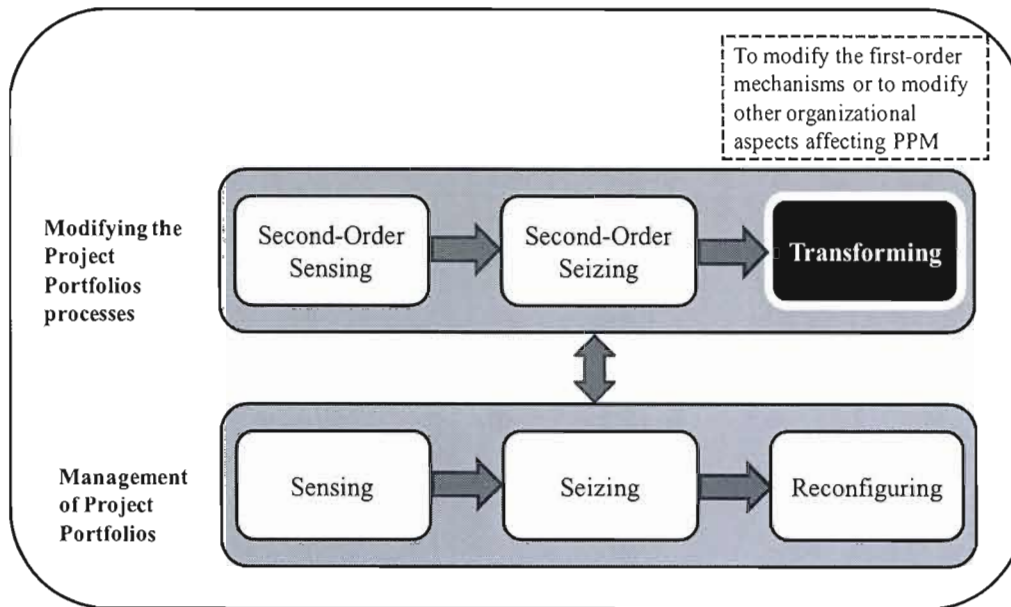 To modify the first-order
mechanisms or to modify
other organizational
aspects affecting PPM
Modifying the
Project
Portfolios
processes
Second-Order
Sensing
Second-Order
Seizing
Transforming
Management
of Project
Portfolios
Sensing
Seizing
Reconfiguring